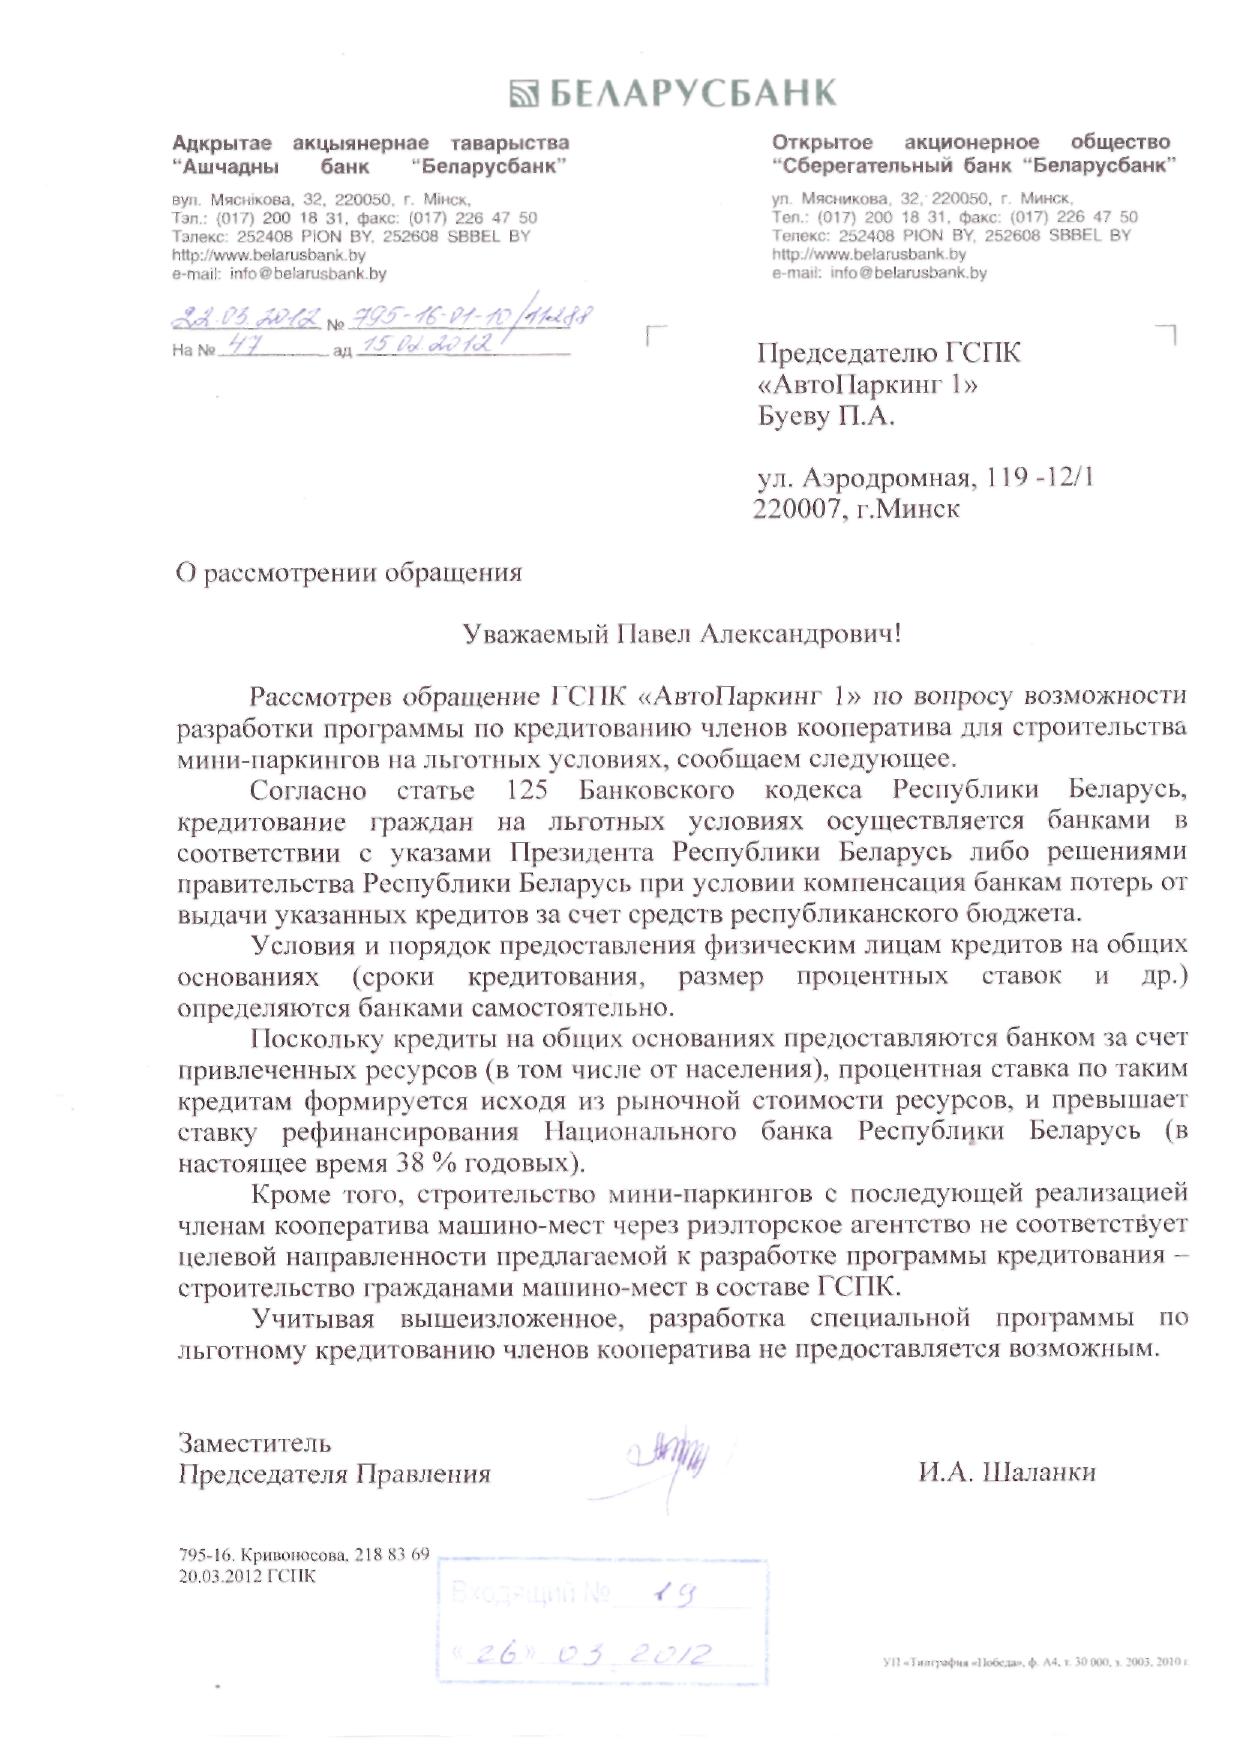 БЕЛАРУСБАНК
Адкрытае акцыянернае таварыства
“Ашчадны банк “Беларусбанк”
вул. Мяснікова, 32, 220050, г. Мінск,
Тэл.: (017) 200 18 31, факс: (017) 226 47 50
Тэлекс: 252408 PION BY, 252608 SBBEL BY
http://www.belarusbank.by
e-mail: info@belarusbank.by
Открытое акционерное общество
“Сберегательный банк “Беларусбанк”
ул. Мясникова, 32, 220050, г. Минск,
Тел.: (017) 200 18 31, факс: (017) 226 47 50
Телекс: 252408 PION BY, 252608 SBBEL BY
http://www.belarusbank.by
e-mail: info@belarusbank.by
22.03.2012 № 795-16-01-10/11288
На № 47 ад 15.02.2012
Председателю ГСПК
«АвтоПаркинг 1»
Буеву П.А.
ул. Аэродромная, 119 -12/1
220007, г.Минск
О рассмотрении обращения
Уважаемый Павел Александрович!
Рассмотрев обращение ГСПК «АвтоПаркинг 1» по вопросу возможности
разработки программы по кредитованию членов кооператива для строительства
мини-паркингов на льготных условиях, сообщаем следующее.
Согласно статье 125 Банковского кодекса Республики Беларусь,
кредитование граждан на льготных условиях осуществляется банками в
соответствии с указами Президента Республики Беларусь либо решениями
правительства Республики Беларусь при условии компенсация банкам потерь от
выдачи указанных кредитов за счет средств республиканского бюджета.
Условия и порядок предоставления физическим лицам кредитов на общих
основаниях (сроки кредитования, размер процентных ставок и др.)
определяются банками самостоятельно.
Поскольку кредиты на общих основаниях предоставляются банком за счет
привлеченных ресурсов (в том числе от населения), процентная ставка по таким
кредитам формируется исходя из рыночной стоимости ресурсов, и превышает
ставку рефинансирования Национального банка Республики Беларусь (в
настоящее время 38 % годовых).
Кроме того, строительство мини-паркингов с последующей реализацией
членам кооператива машино-мест через риэлторское агентство не соответствует
целевой направленности предлагаемой к разработке программы кредитования –
строительство гражданами машино-мест в составе ГСПК.
Учитывая вышеизложенное, разработка специальной программы по
льготному кредитованию членов кооператива не предоставляется возможным.
Заместитель
Председателя Правления
И.А. Шаланки
795-16. Кривоносова, 218 83 69
20.03.2012 ГСПК
Входящий № 19
«26» 03 2012
УП «Типография «Победа», ф. А4, т. 30 000, з. 2003, 2010 г.